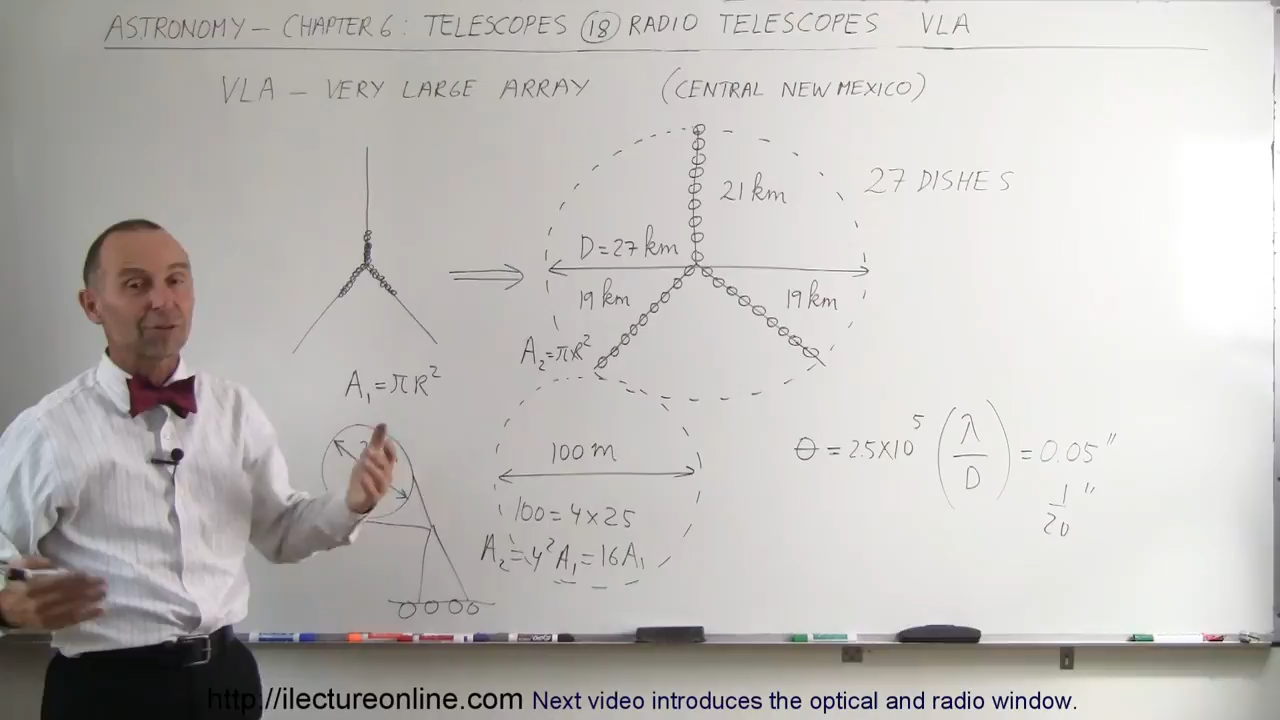 ASTRONOMY – CHAPTER 6 : TELESCOPES (18) RADIO TELESCOPES VLA
VLA – VERY LARGE ARRAY (CENTRAL NEW MEXICO)
21 km
27 DISHES
D = 27 km
19 km
19 km
A₂ = πR²
A₁ = πR²
100 m
100 = 4 x 25
A₂ = 4² A₁ = 16 A₁
θ = 2.5 x 10⁵ (λ/D) = 0.05"
1/20 "
http://ilectureonline.com Next video introduces the optical and radio window.